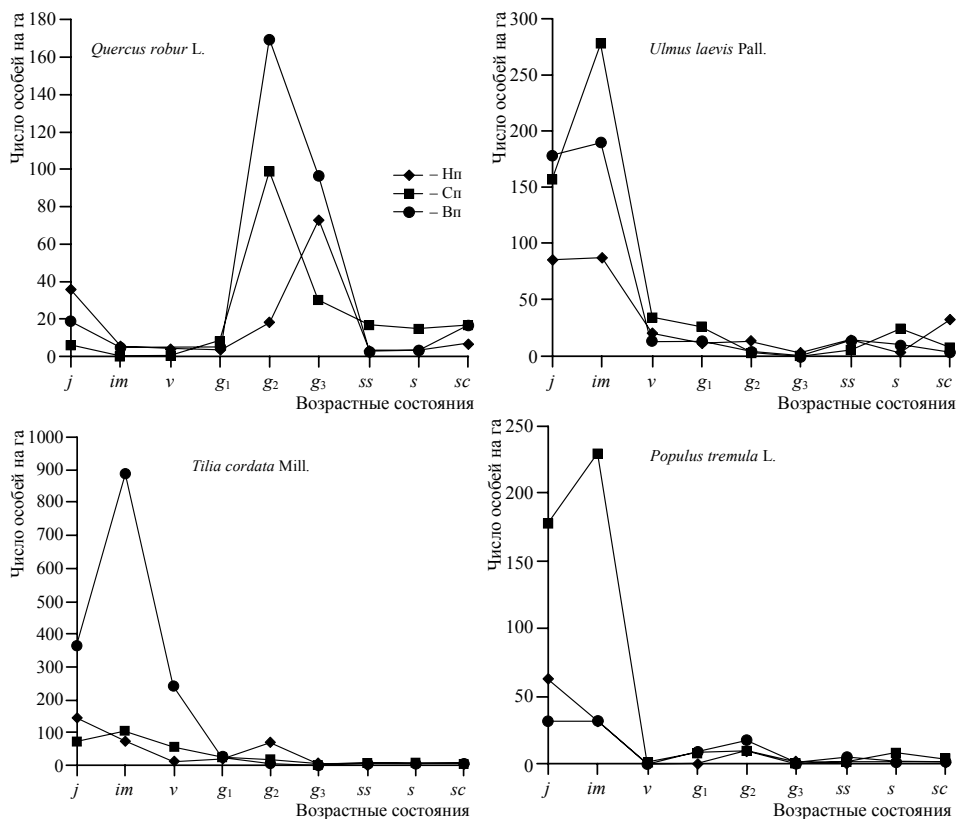 Число особей на га
180
160
140
120
100
80
60
40
20
0
Quercus robur L.
– Нп
– Сп
– Вп
j im v g1 g2 g3 ss s sc
Возрастные состояния
Число особей на га
300
250
200
150
100
50
0
Ulmus laevis Pall.
j im v g1 g2 g3 ss s sc
Возрастные состояния
Число особей на га
1000
900
800
700
600
500
400
300
200
100
0
Tilia cordata Mill.
j im v g1 g2 g3 ss s sc
Возрастные состояния
Число особей на га
250
200
150
100
50
0
Populus tremula L.
j im v g1 g2 g3 ss s sc
Возрастные состояния